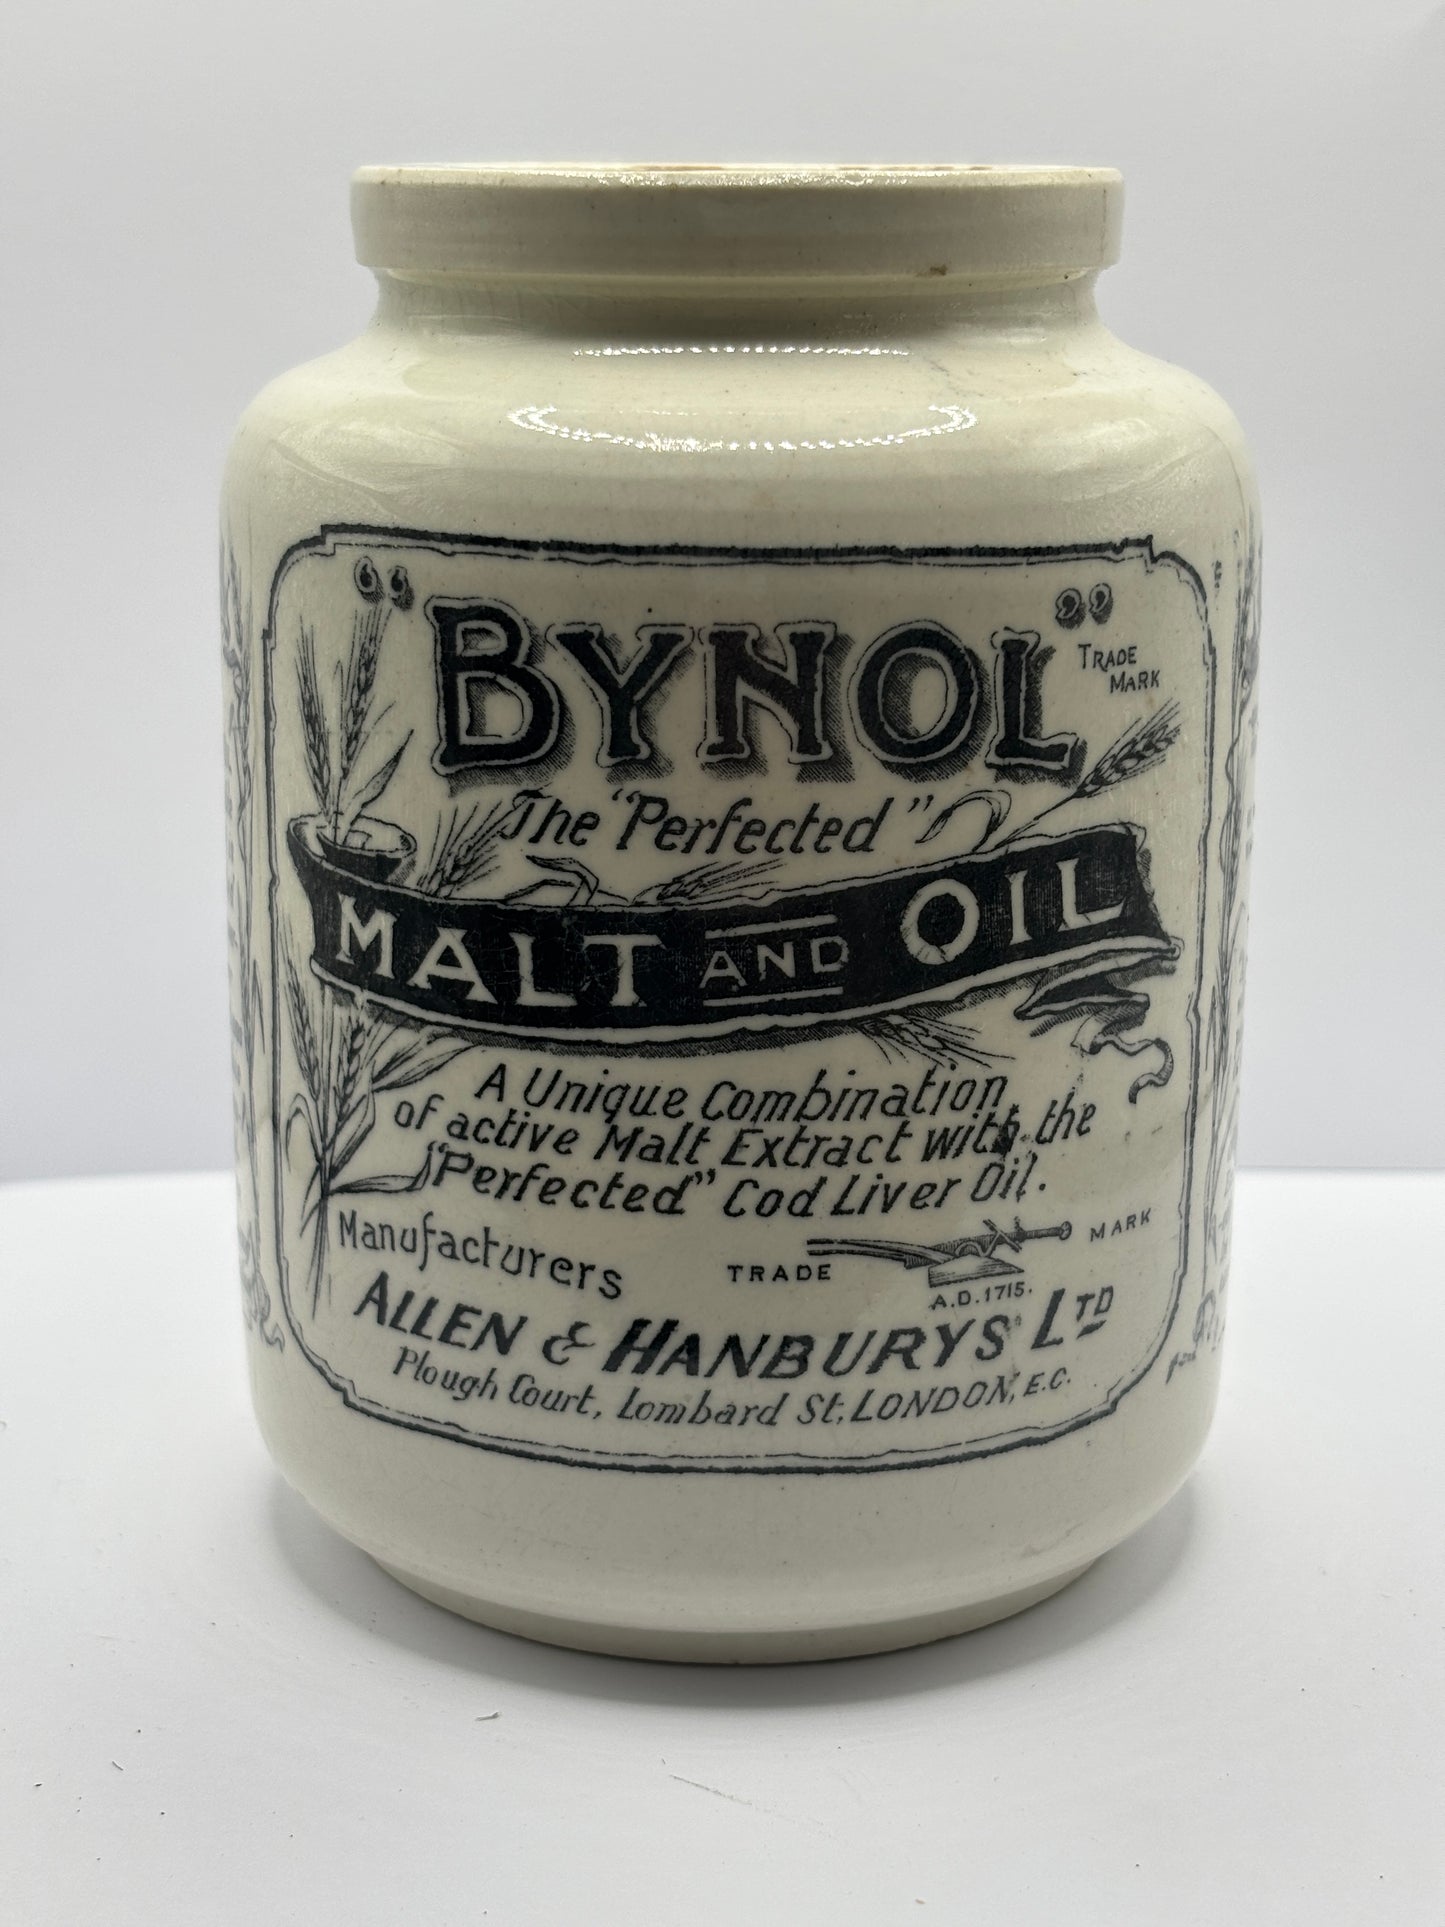 "BYNOL"
TRADE
MARK
The "Perfected"
MALT AND OIL
A Unique Combination
of active Malt Extract with the
"Perfected" Cod Liver Oil.
Manufacturers
TRADE MARK
A.D.1715.
ALLEN & HANBURYS LTD
Plough Court, Lombard St, LONDON, E.C.